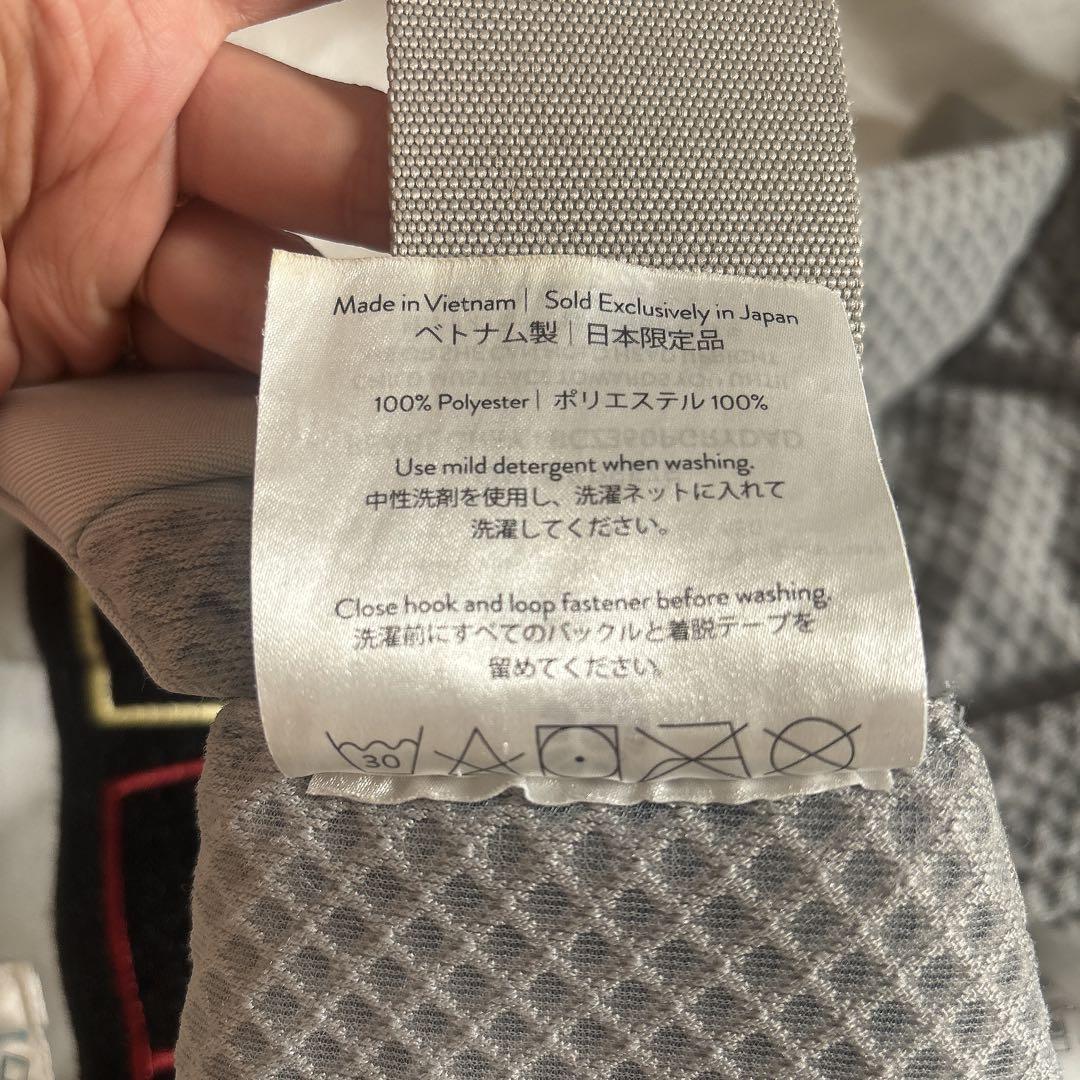 Made in Vietnam | Sold Exclusively in Japan
ベトナム製 | 日本限定品
100% Polyester | ポリエステル 100%
Use mild detergent when washing.
中性洗剤を使用し、洗濯ネットに入れて
洗濯してください。
Close hook and loop fastener before washing.
洗濯前にすべてのバックルと着脱テープを
留めてください。
30